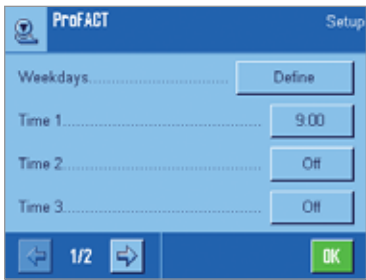 ProFACT
Setup
Weekdays
Define
Time 1
9:00
Time 2
Off
Time 3
Off
1/2
OK